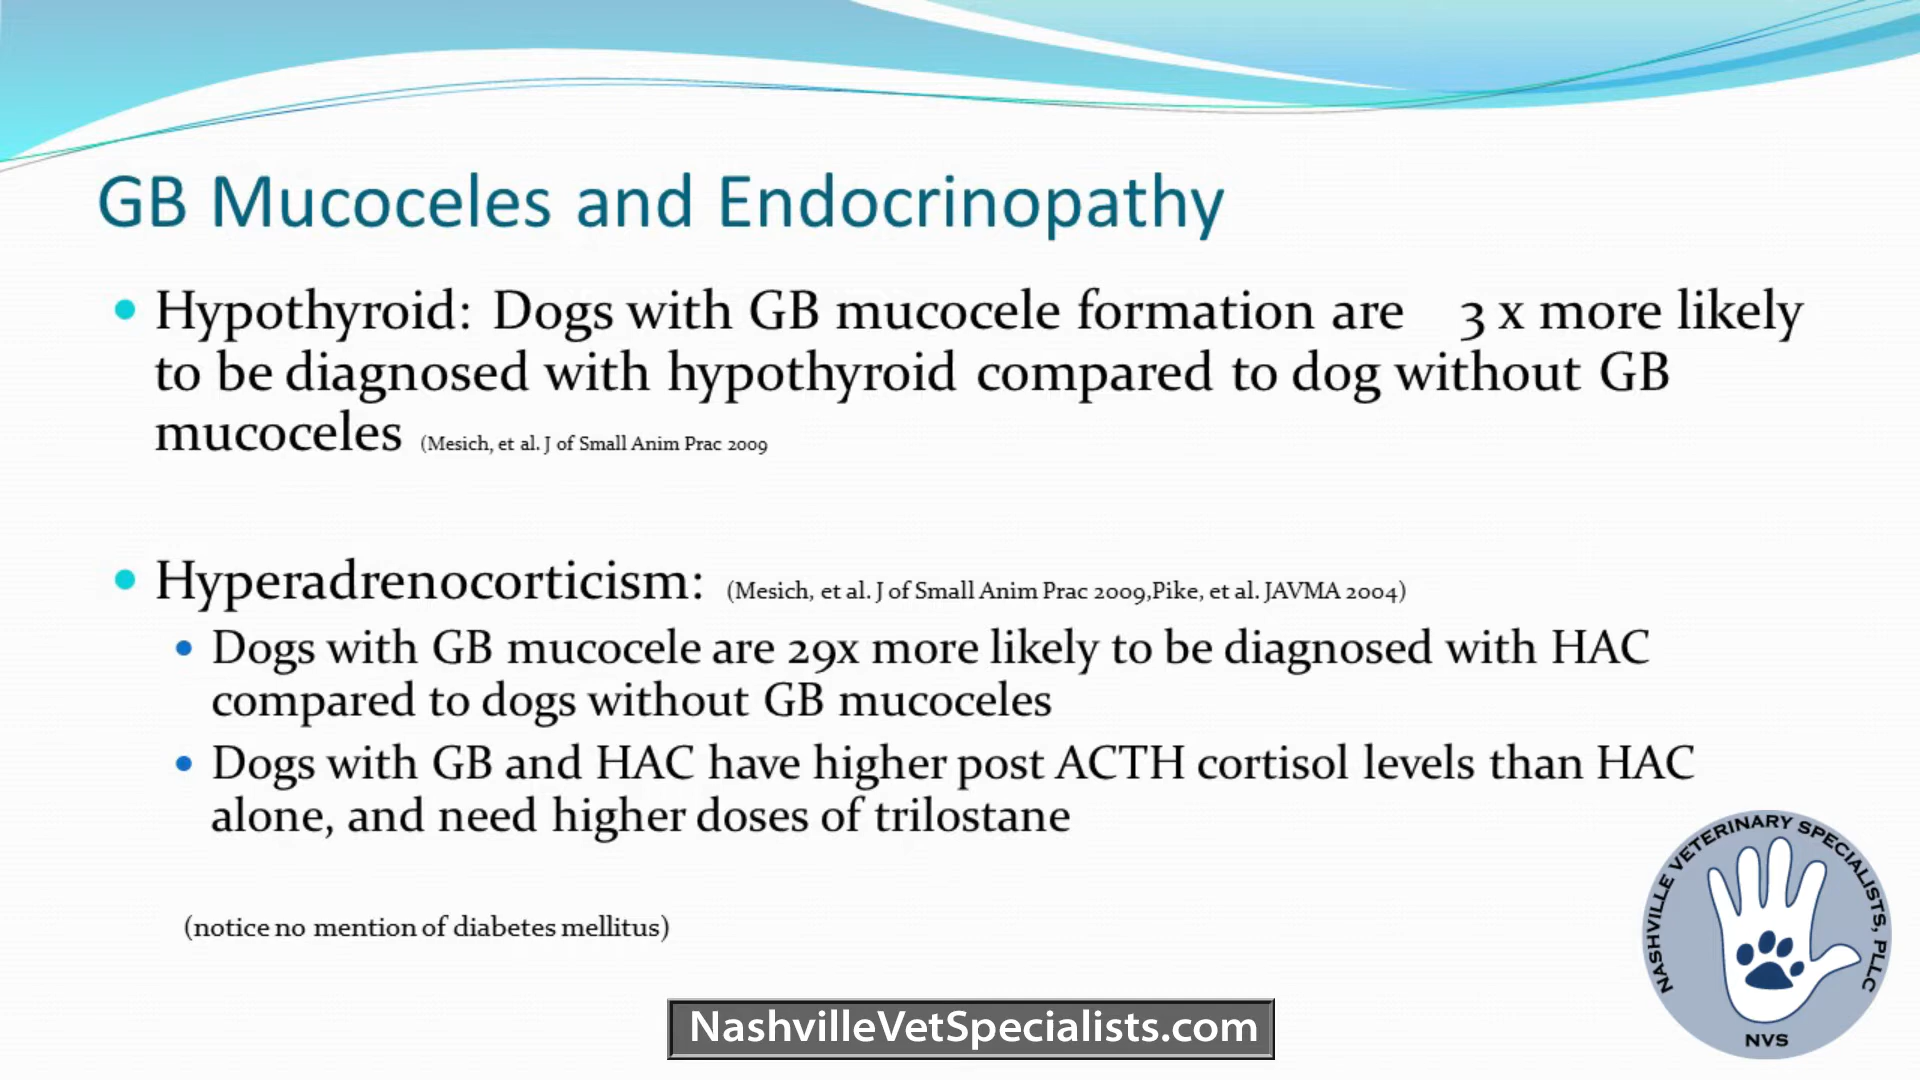 GB Mucoceles and Endocrinopathy
Hypothyroid: Dogs with GB mucocele formation are 3 x more likely
to be diagnosed with hypothyroid compared to dog without GB
mucoceles (Mesich, et al. J of Small Anim Prac 2009
Hyperadrenocorticism: (Mesich, et al. J of Small Anim Prac 2009,Pike, et al. JAVMA 2004)
Dogs with GB mucocele are 29x more likely to be diagnosed with HAC
compared to dogs without GB mucoceles
Dogs with GB and HAC have higher post ACTH cortisol levels than HAC
alone, and need higher doses of trilostane
(notice no mention of diabetes mellitus)
NASHVILLE VETERINARY SPECIALISTS, PLLC
NVS
NashvilleVetSpecialists.com